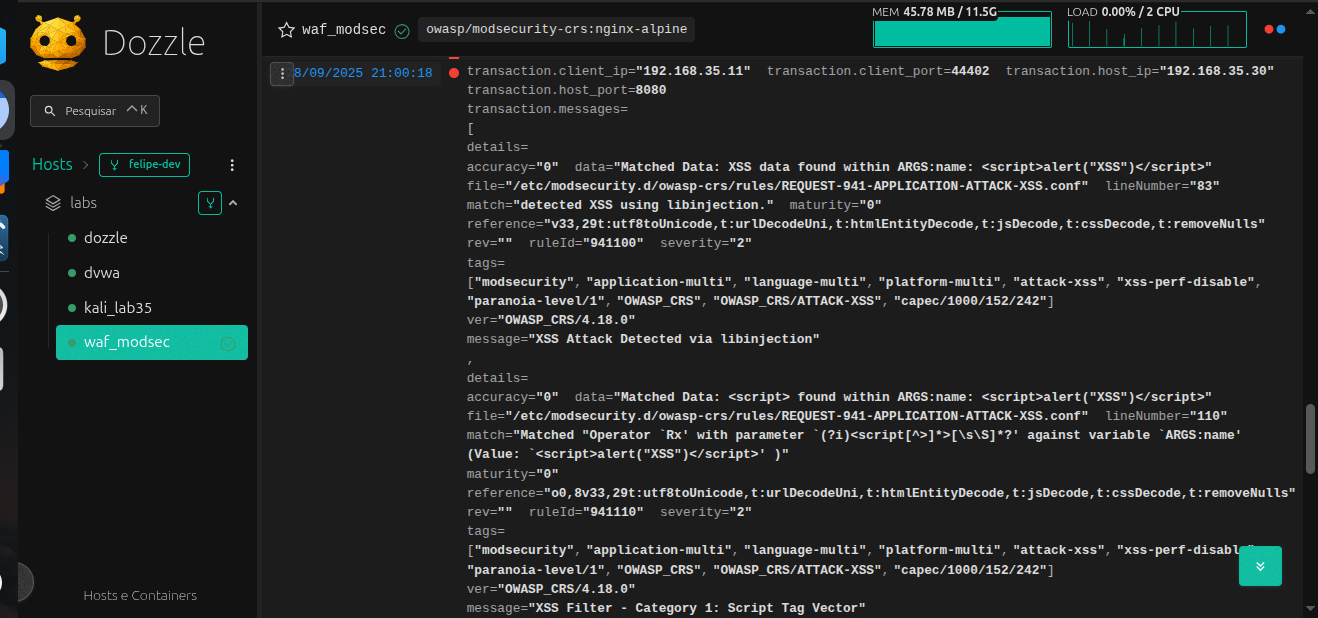 Dozzle
Pesquisar ^ K
Hosts > felipe-dev
labs
dozzle
dvwa
kali_lab35
waf_modsec
Hosts e Containers
waf_modsec owasp/modsecurity-crs:nginx-alpine
MEM 45.78 MB / 11.5G
LOAD 0.00% / 2 CPU
8/09/2025 21:00:18
transaction.client_ip="192.168.35.11" transaction.client_port=44402 transaction.host_ip="192.168.35.30"
transaction.host_port=8080
transaction.messages=
[
details=
accuracy="0" data="Matched Data: XSS data found within ARGS:name: <script>alert("XSS")</script>"
file="/etc/modsecurity.d/owasp-crs/rules/REQUEST-941-APPLICATION-ATTACK-XSS.conf" lineNumber="83"
match="detected XSS using libinjection." maturity="0"
reference="v33,29t:utf8toUnicode,t:urlDecodeUni,t:htmlEntityDecode,t:jsDecode,t:cssDecode,t:removeNulls"
rev="" ruleId="941100" severity="2"
tags=
["modsecurity", "application-multi", "language-multi", "platform-multi", "attack-xss", "xss-perf-disable",
"paranoia-level/1", "OWASP_CRS", "OWASP_CRS/ATTACK-XSS", "capec/1000/152/242"]
ver="OWASP_CRS/4.18.0"
message="XSS Attack Detected via libinjection"
,
details=
accuracy="0" data="Matched Data: <script> found within ARGS:name: <script>alert("XSS")</script>"
file="/etc/modsecurity.d/owasp-crs/rules/REQUEST-941-APPLICATION-ATTACK-XSS.conf" lineNumber="110"
match="Matched "Operator `Rx' with parameter `(?i)<script[^>]*>[\s\S]*?' against variable `ARGS:name'
(Value: `<script>alert("XSS")</script>' )"
maturity="0"
reference="o0,8v33,29t:utf8toUnicode,t:urlDecodeUni,t:htmlEntityDecode,t:jsDecode,t:cssDecode,t:removeNulls"
rev="" ruleId="941110" severity="2"
tags=
["modsecurity", "application-multi", "language-multi", "platform-multi", "attack-xss", "xss-perf-disabl
"paranoia-level/1", "OWASP_CRS", "OWASP_CRS/ATTACK-XSS", "capec/1000/152/242"]
ver="OWASP_CRS/4.18.0"
message="XSS Filter - Category 1: Script Tag Vector"